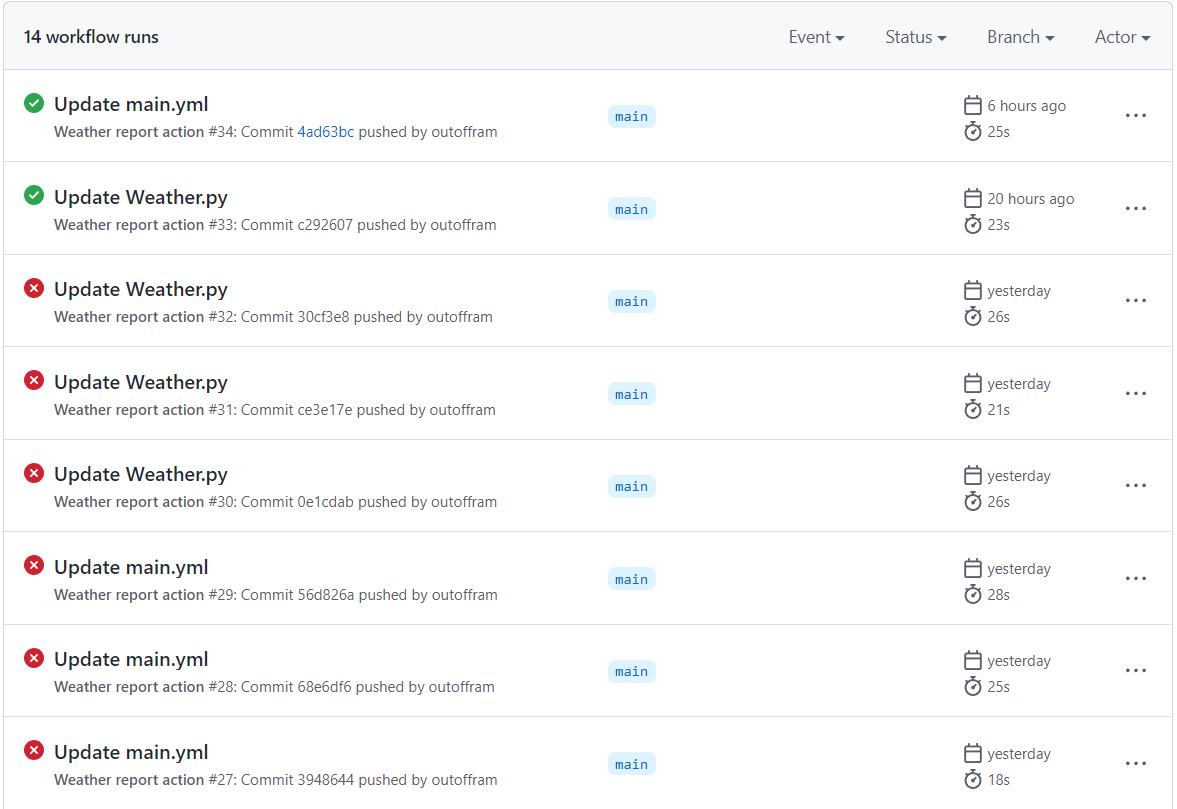 14 workflow runs
Event Status Branch Actor
Update main.yml
Weather report action #34: Commit 4ad63bc pushed by outoffram
main
6 hours ago
25s
Update Weather.py
Weather report action #33: Commit c292607 pushed by outoffram
main
20 hours ago
23s
Update Weather.py
Weather report action #32: Commit 30cf3e8 pushed by outoffram
main
yesterday
26s
Update Weather.py
Weather report action #31: Commit ce3e17e pushed by outoffram
main
yesterday
21s
Update Weather.py
Weather report action #30: Commit 0e1cdab pushed by outoffram
main
yesterday
26s
Update main.yml
Weather report action #29: Commit 56d826a pushed by outoffram
main
yesterday
28s
Update main.yml
Weather report action #28: Commit 68e6df6 pushed by outoffram
main
yesterday
25s
Update main.yml
Weather report action #27: Commit 3948644 pushed by outoffram
main
yesterday
18s